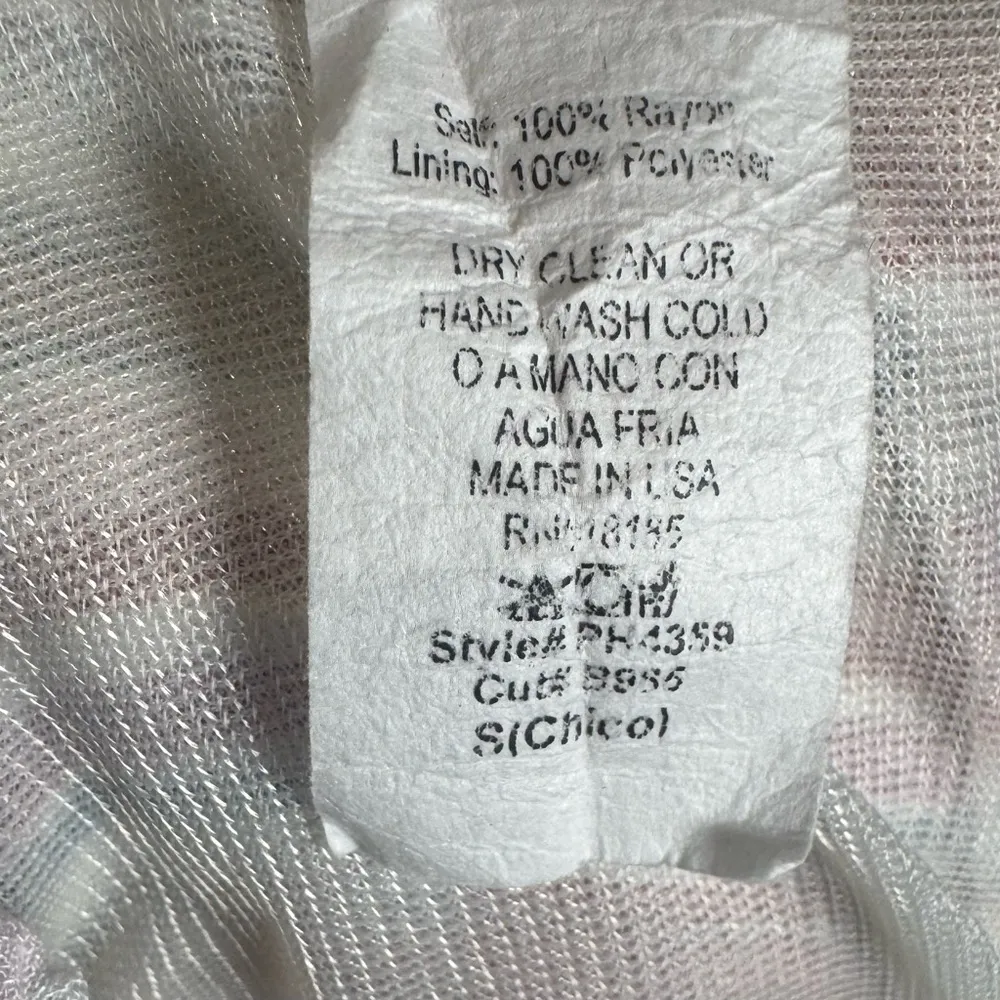 Self: 100% Rayon
Lining: 100% Polyester
DRY CLEAN OR
HAND WASH COLD
O A MANO CON
AGUA FRIA
MADE IN USA
Style# PH4359
Cut#
S(Chico)